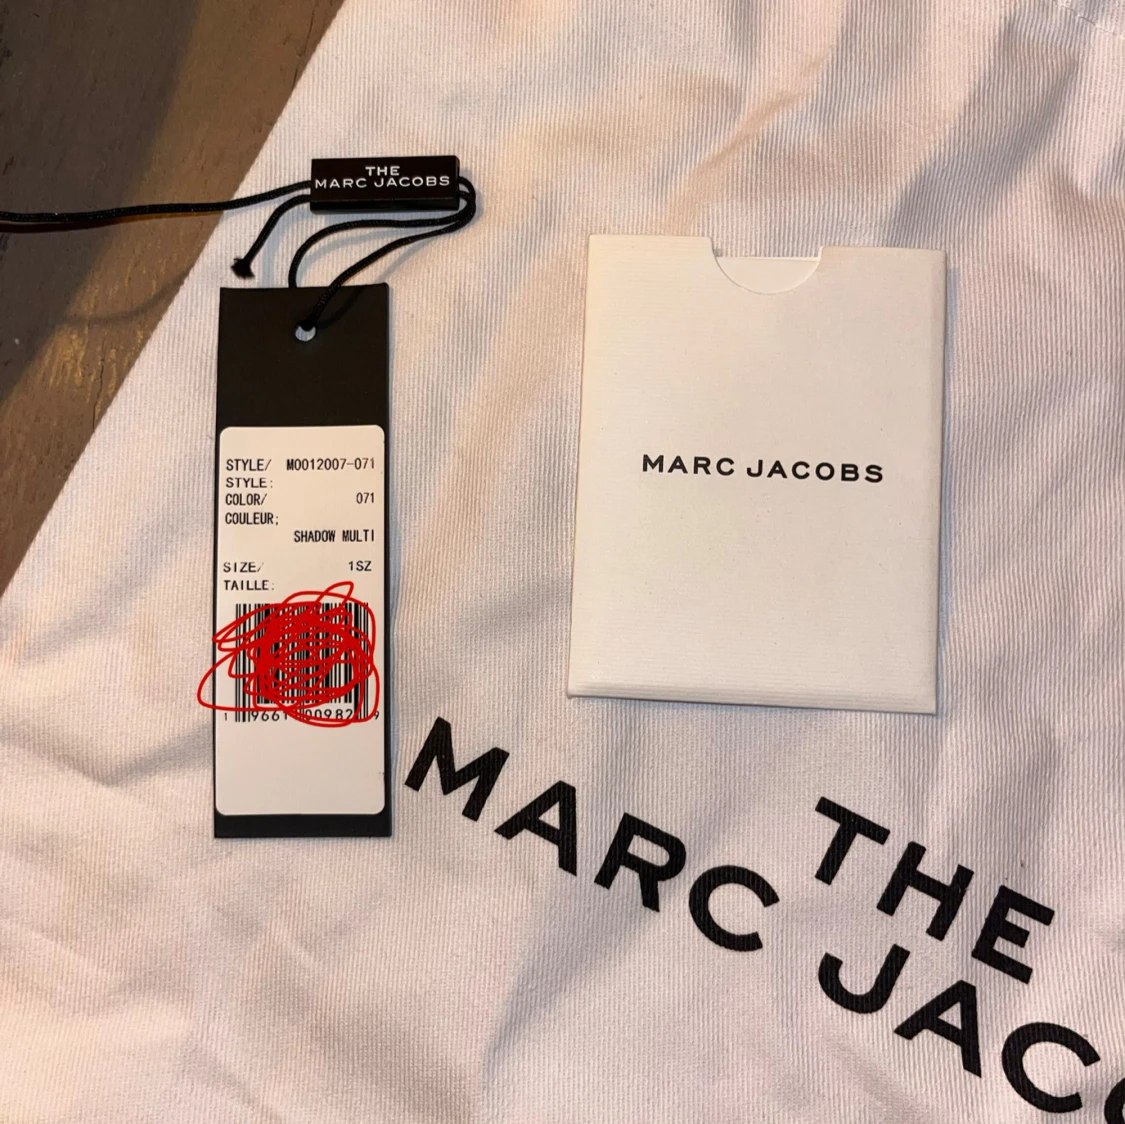 THE
MARC JACOBS
STYLE/ M0012007-071
STYLE:
COLOR/ 071
COULEUR;
SHADOW MULTI
SIZE/ 1SZ
TAILLE:
MARC JACOBS
THE
MARC JAC